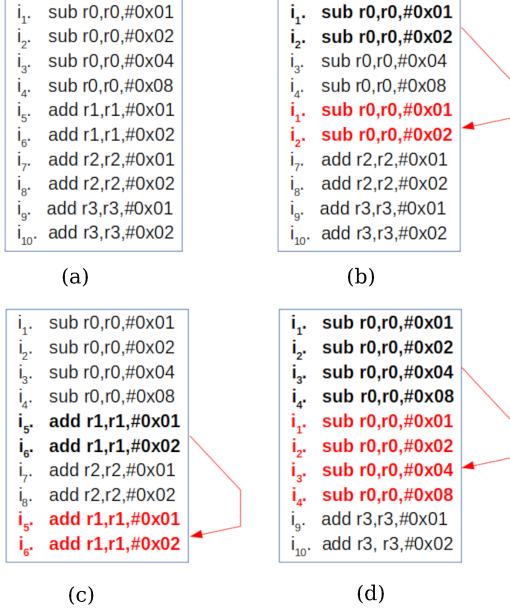 i1. sub r0,r0,#0x01
i2. sub r0,r0,#0x02
i3. sub r0,r0,#0x04
i4. sub r0,r0,#0x08
i5. add r1,r1,#0x01
i6. add r1,r1,#0x02
i7. add r2,r2,#0x01
i8. add r2,r2,#0x02
i9. add r3,r3,#0x01
i10. add r3,r3,#0x02
(a)
i1. sub r0,r0,#0x01
i2. sub r0,r0,#0x02
i3. sub r0,r0,#0x04
i4. sub r0,r0,#0x08
i1. sub r0,r0,#0x01
i2. sub r0,r0,#0x02
i7. add r2,r2,#0x01
i8. add r2,r2,#0x02
i9. add r3,r3,#0x01
i10. add r3,r3,#0x02
(b)
i1. sub r0,r0,#0x01
i2. sub r0,r0,#0x02
i3. sub r0,r0,#0x04
i4. sub r0,r0,#0x08
i5. add r1,r1,#0x01
i6. add r1,r1,#0x02
i7. add r2,r2,#0x01
i8. add r2,r2,#0x02
i5. add r1,r1,#0x01
i6. add r1,r1,#0x02
(c)
i1. sub r0,r0,#0x01
i2. sub r0,r0,#0x02
i3. sub r0,r0,#0x04
i4. sub r0,r0,#0x08
i1. sub r0,r0,#0x01
i2. sub r0,r0,#0x02
i3. sub r0,r0,#0x04
i4. sub r0,r0,#0x08
i9. add r3,r3,#0x01
i10. add r3, r3,#0x02
(d)